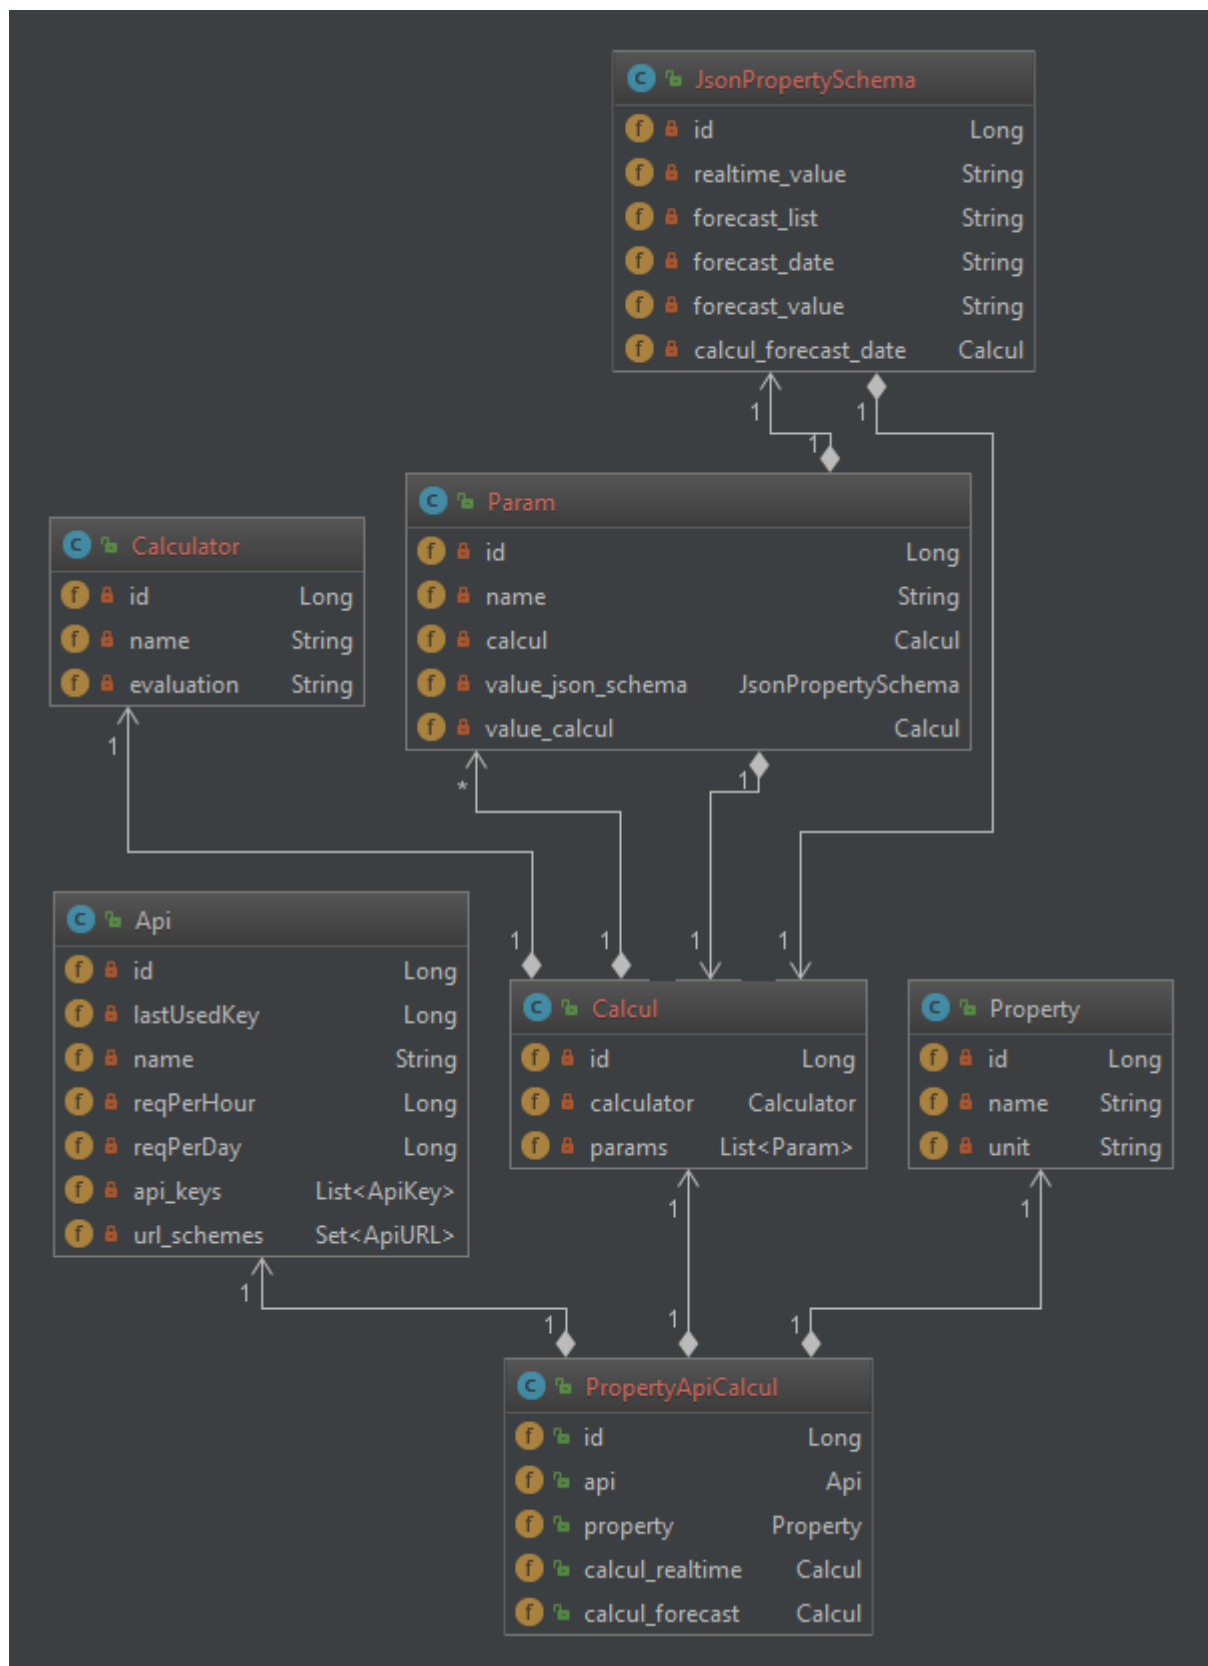 JsonPropertySchema
id Long
realtime_value String
forecast_list String
forecast_date String
forecast_value String
calcul_forecast_date Calcul
1 1
1
Param
id Long
name String
calcul Calcul
value_json_schema JsonPropertySchema
value_calcul Calcul
Calculator
id Long
name String
evaluation String
1
*
1
1 1 1 1
Api
id Long
lastUsedKey Long
name String
reqPerHour Long
reqPerDay Long
api_keys List<ApiKey>
url_schemes Set<ApiURL>
Calcul
id Long
calculator Calculator
params List<Param>
Property
id Long
name String
unit String
1 1
1
1 1 1
PropertyApiCalcul
id Long
api Api
property Property
calcul_realtime Calcul
calcul_forecast Calcul